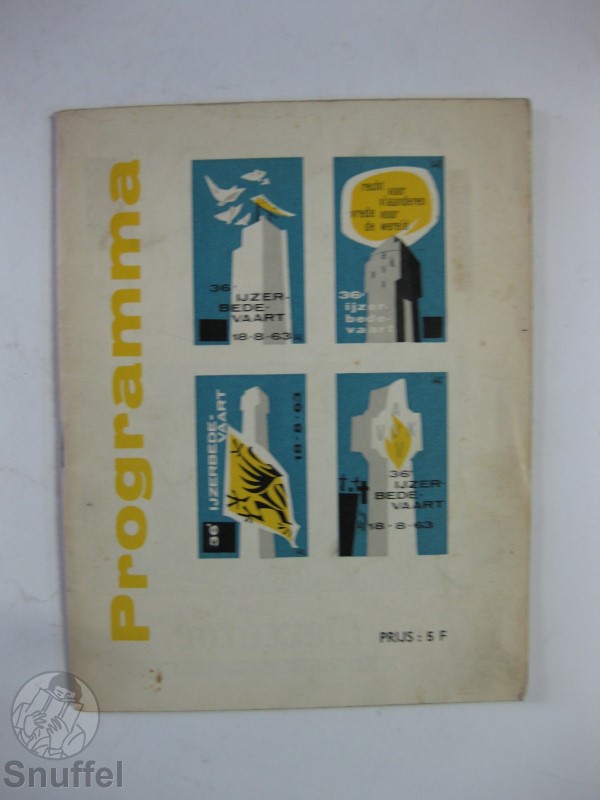 Programma
36e
IJZER-
BEDE-
VAART
18-8-63
recht voor
vlaanderen
vrede voor
de wereld
36e
ijzer-
bede-
vaart
36e IJZERBEDE-
VAART
18-8-63
A
V V K
V
36e
IJZER-
BEDE-
VAART
18-8-63
PRIJS : 5 F
Snuffel